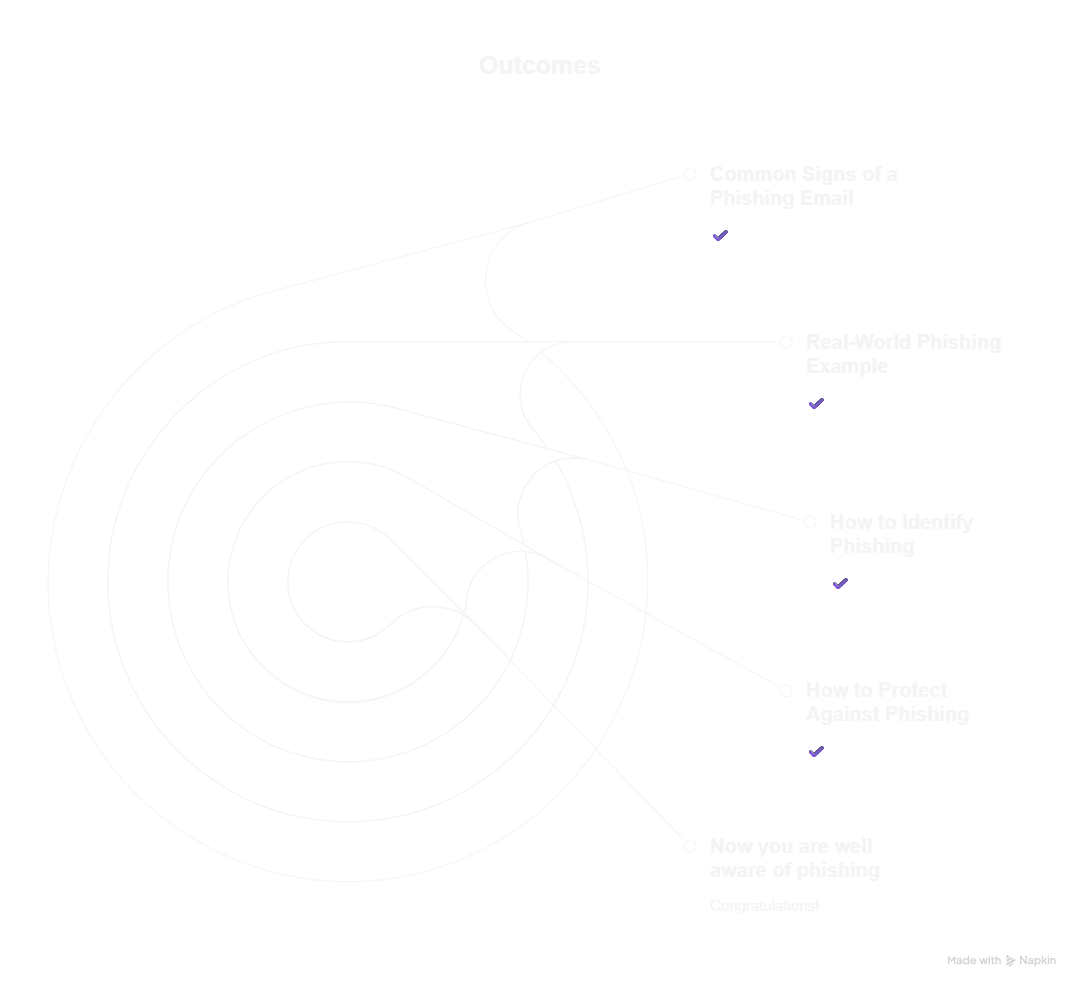 Outcomes
Common Signs of a
Phishing Email
Real-World Phishing
Example
How to Identify
Phishing
How to Protect
Against Phishing
Now you are well
aware of phishing
Congratulations!
Made with Napkin